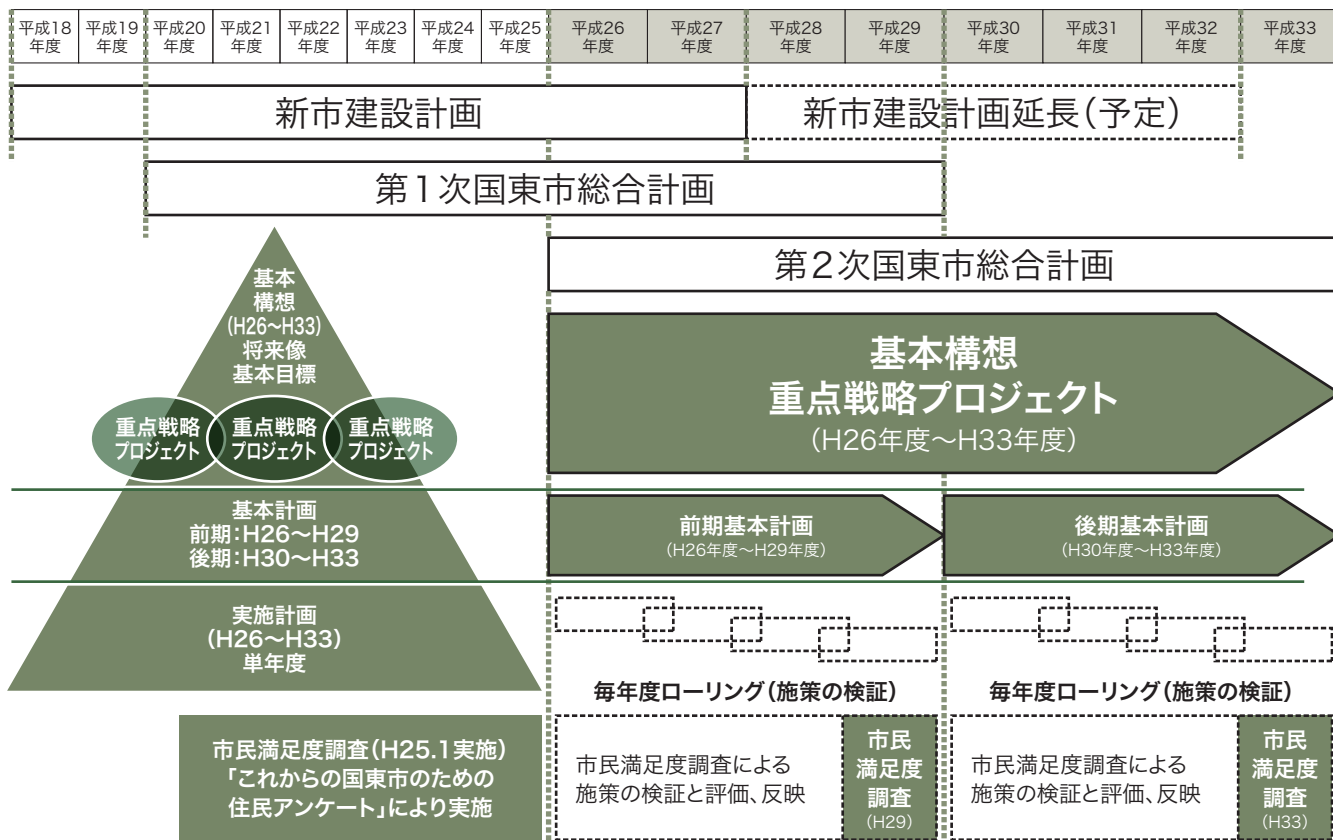 平成18
年度
平成19
年度
平成20
年度
平成21
年度
平成22
年度
平成23
年度
平成24
年度
平成25
年度
平成26
年度
平成27
年度
平成28
年度
平成29
年度
平成30
年度
平成31
年度
平成32
年度
平成33
年度
新市建設計画
新市建設計画延長（予定）
第1次国東市総合計画
第2次国東市総合計画
基本
構想
(H26〜H33)
将来像
基本目標
重点戦略
プロジェクト
重点戦略
プロジェクト
重点戦略
プロジェクト
基本計画
前期：H26〜H29
後期：H30〜H33
実施計画
(H26〜H33)
単年度
基本構想
重点戦略プロジェクト
（H26年度〜H33年度）
前期基本計画
（H26年度〜H29年度）
後期基本計画
（H30年度〜H33年度）
毎年度ローリング（施策の検証）
毎年度ローリング（施策の検証）
市民満足度調査（H25.1実施）
「これからの国東市のための
住民アンケート」により実施
市民満足度調査による
施策の検証と評価、反映
市民
満足度
調査
(H29)
市民満足度調査による
施策の検証と評価、反映
市民
満足度
調査
(H33)